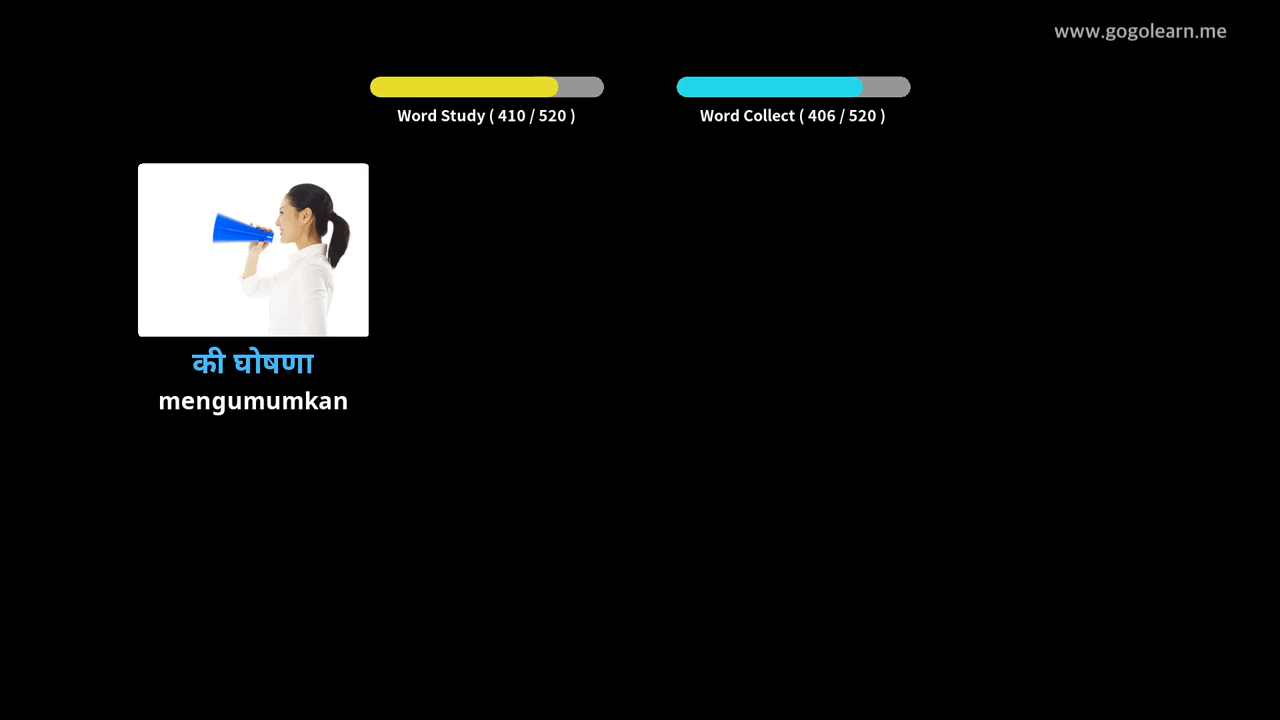 www.gogolearn.me
Word Study ( 410 / 520 )
Word Collect ( 406 / 520 )
की घोषणा
mengumumkan